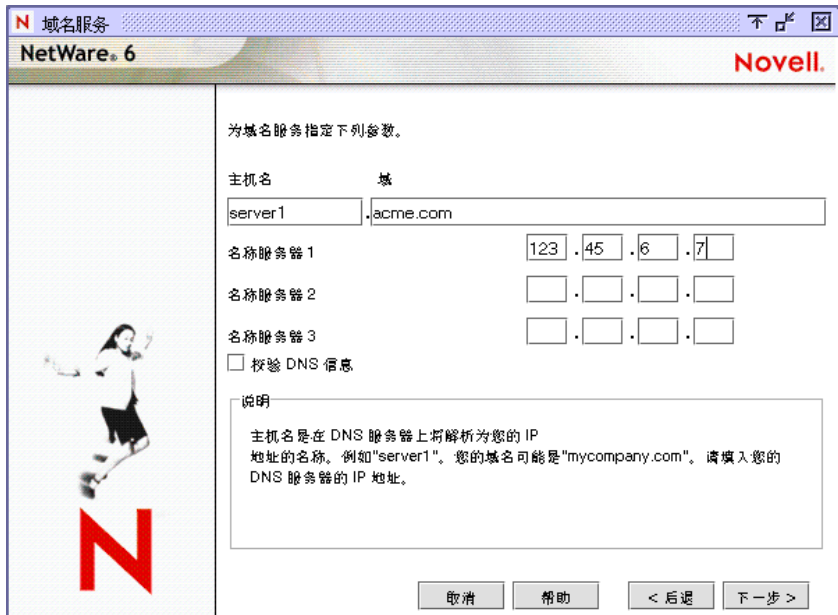 N 域名服务
NetWare® 6
Novell.
为域名服务指定下列参数。
主机名 域
server1 .acme.com
名称服务器 1 123 . 45 . 6 . 7
名称服务器 2 . . .
名称服务器 3 . . .
校验 DNS 信息
说明
主机名是在 DNS 服务器上将解析为您的 IP
地址的名称。例如"server1"。您的域名可能是"mycompany.com"。请填入您的
DNS 服务器的 IP 地址。
N
取消 帮助 < 后退 下一步 >